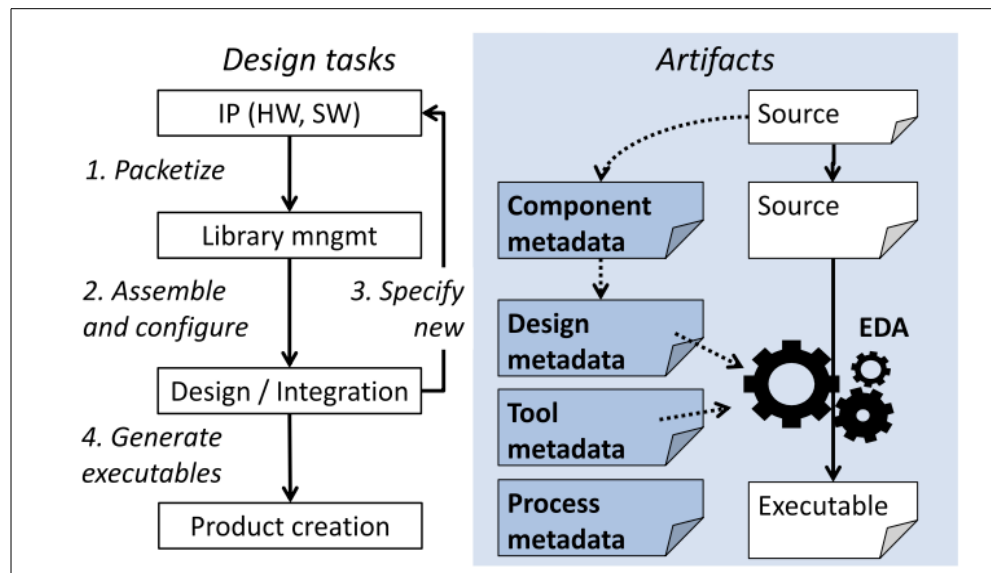 Design tasks
IP (HW, SW)
1. Packetize
Library mngmt
2. Assemble
and configure
3. Specify
new
Design / Integration
4. Generate
executables
Product creation
Artifacts
Source
Component
metadata
Source
Design
metadata
EDA
Tool
metadata
Process
metadata
Executable